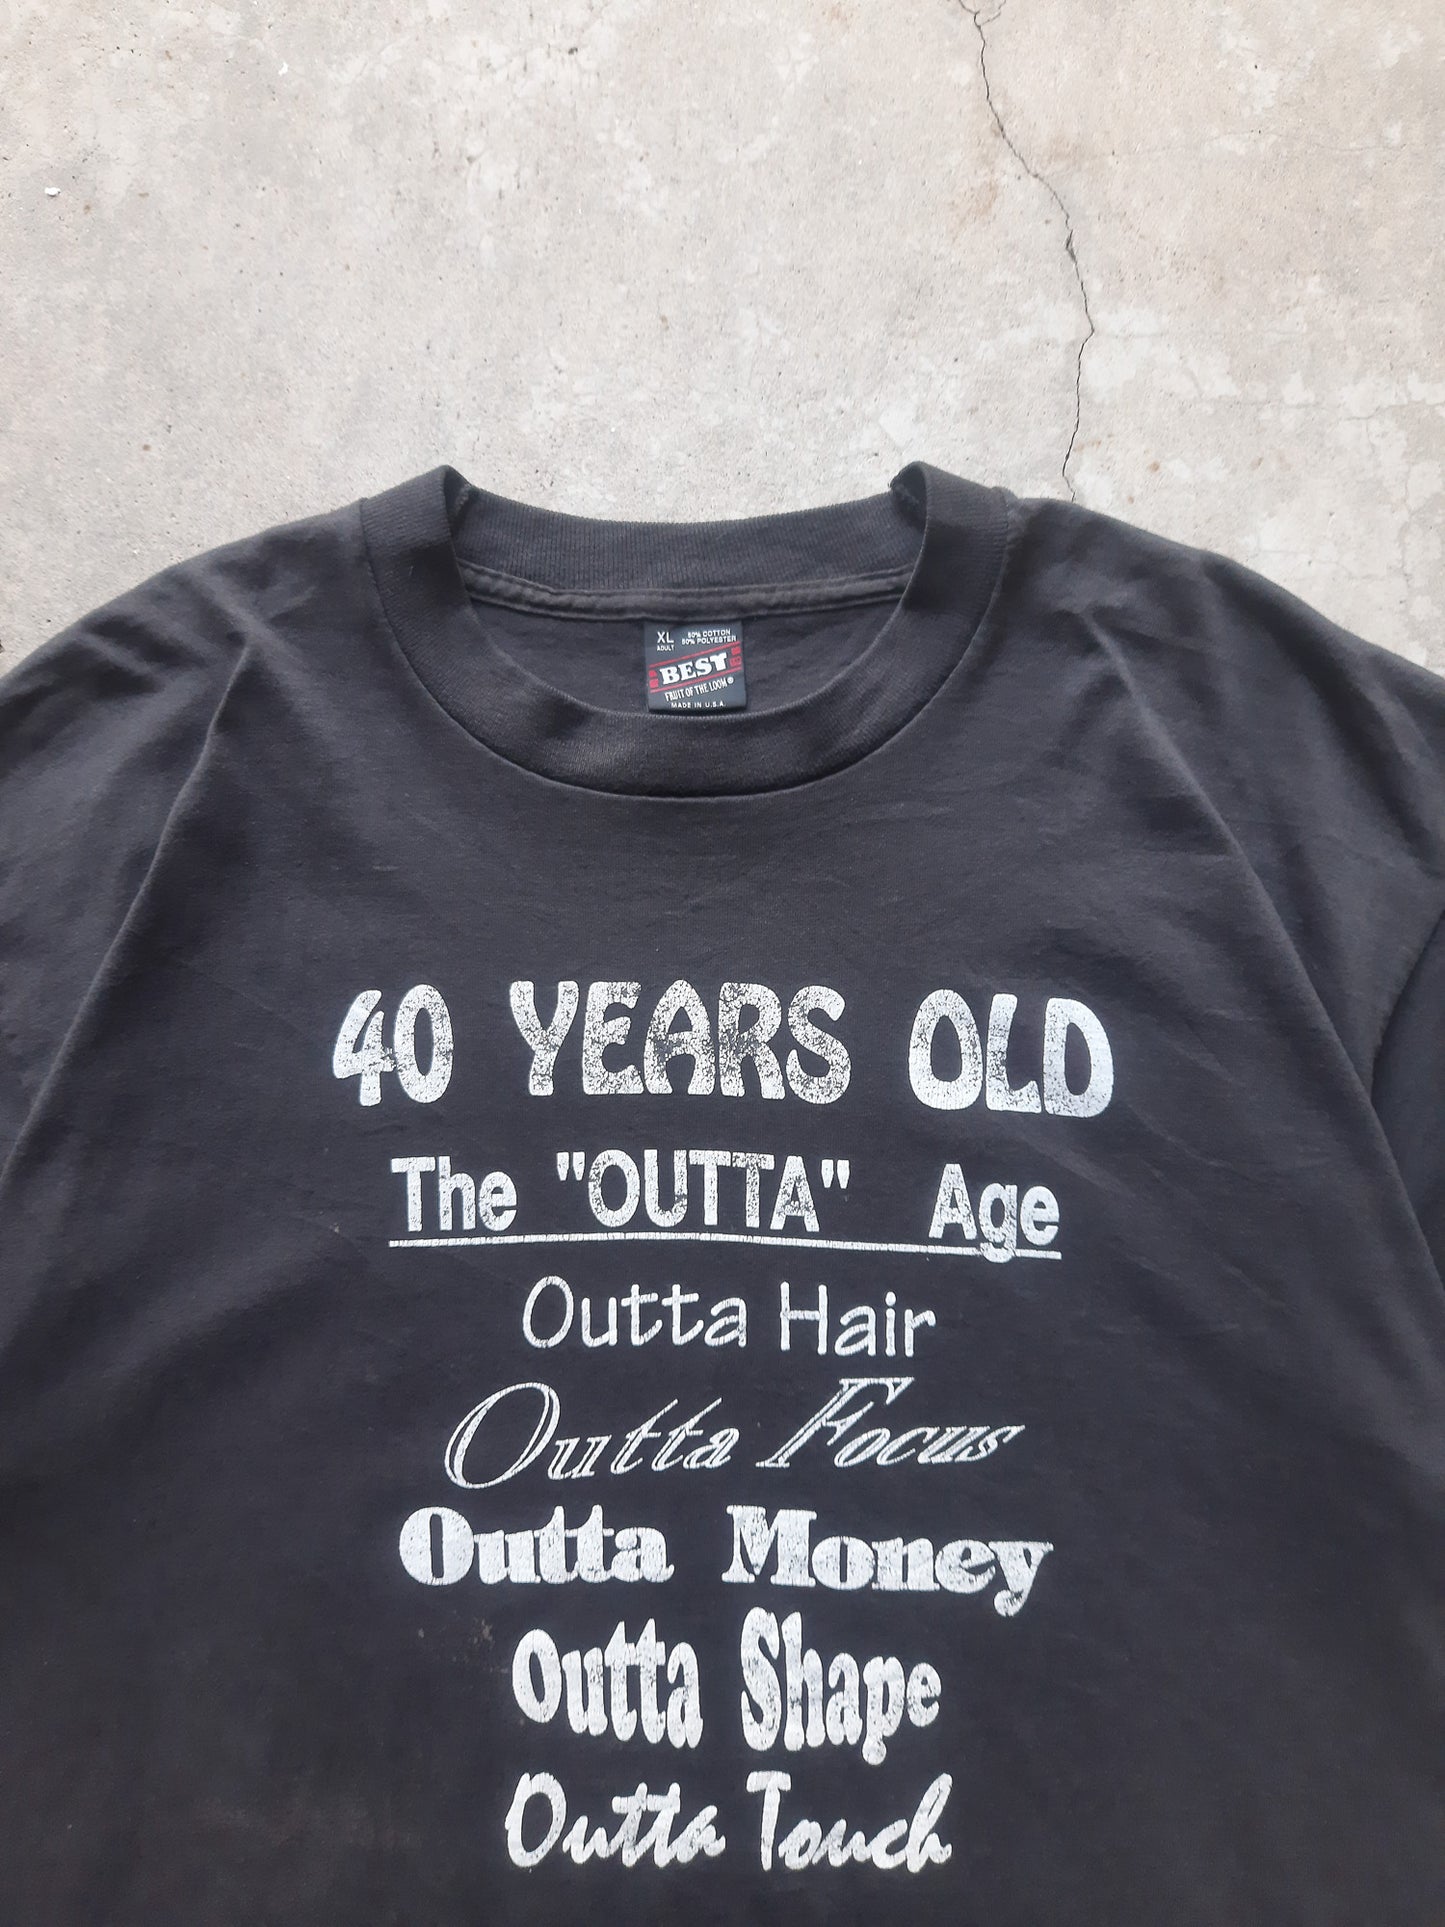 XL 50% COTTON
ADULT 50% POLYESTER
BEST
FRUIT OF THE LOOM®
MADE IN U.S.A.
40 YEARS OLD
The "OUTTA" Age
Outta Hair
Outta Focus
Outta Money
Outta Shape
Outta Touch